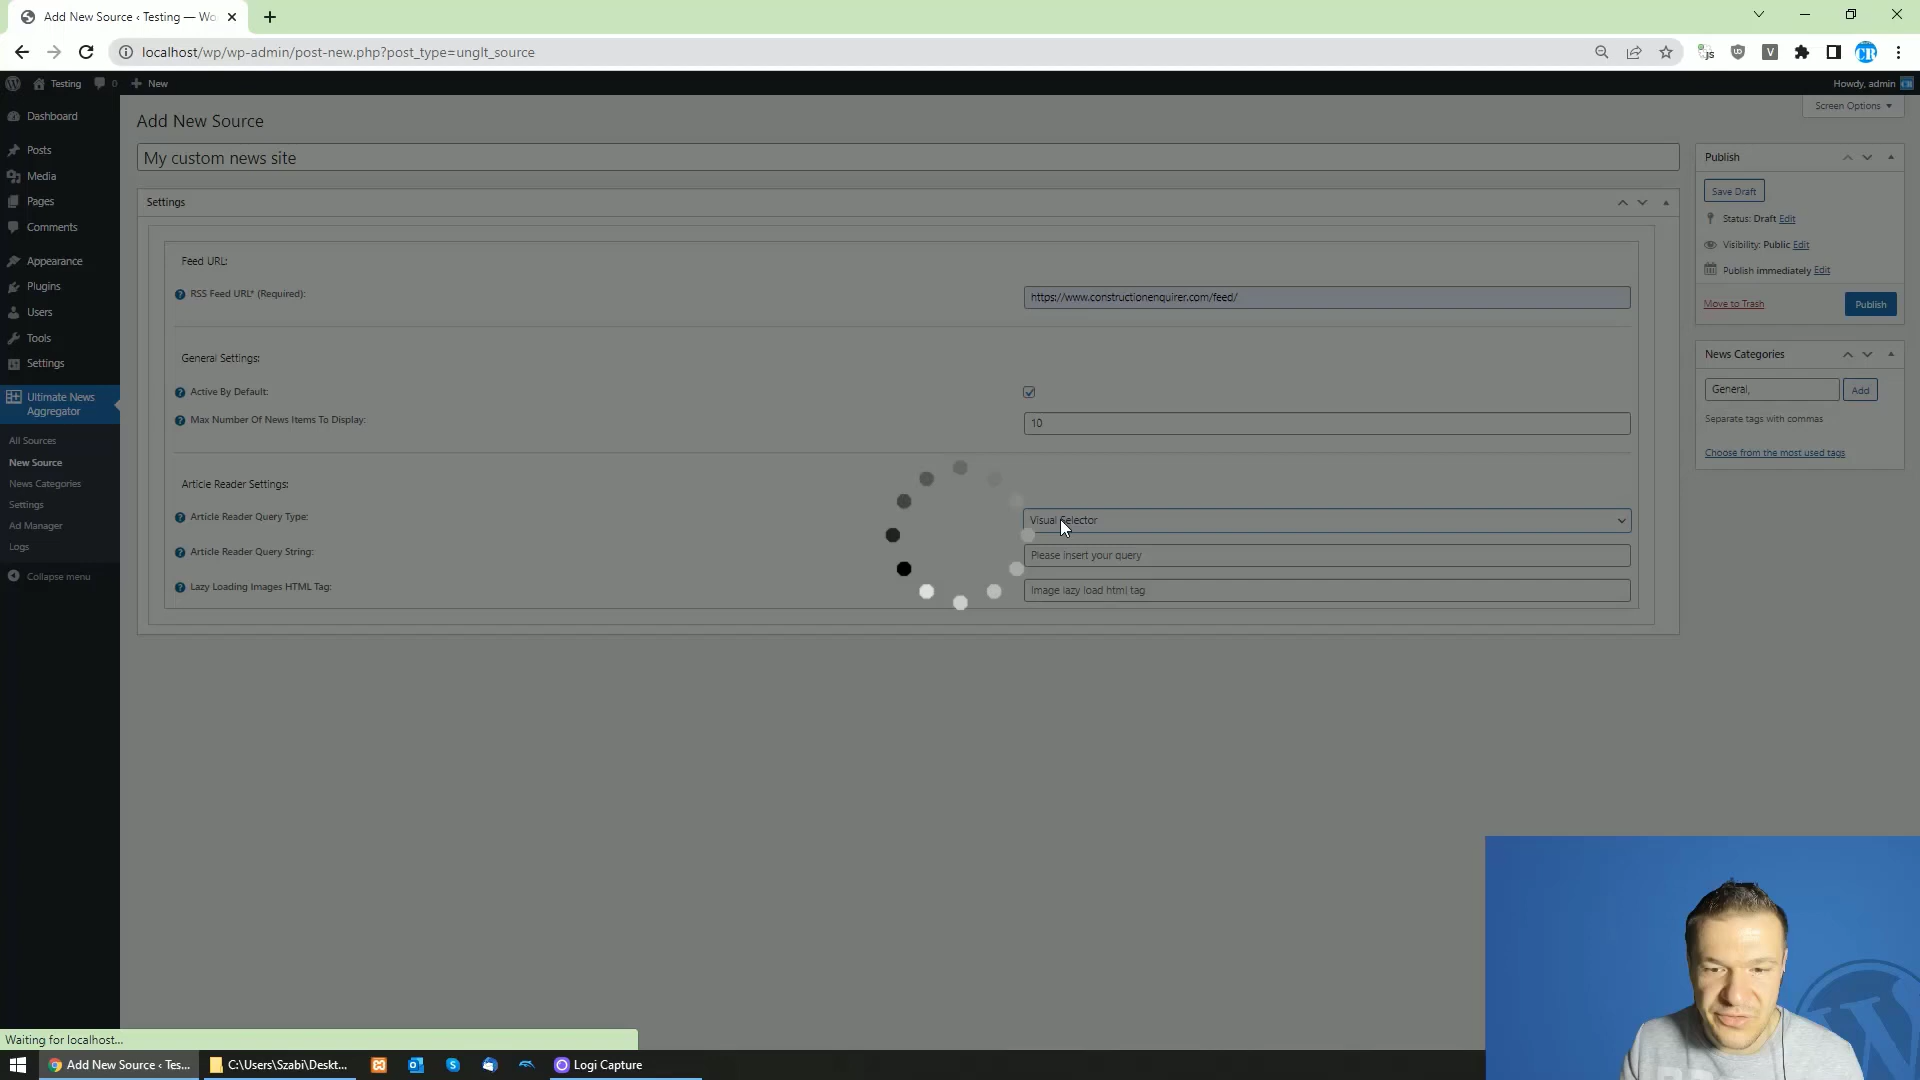 Add New Source ‹ Testing — Wo
localhost/wp/wp-admin/post-new.php?post_type=unglt_source
JS
V
CR
Testing
0
New
Howdy, admin
Screen Options
Dashboard
Posts
Media
Pages
Comments
Appearance
Plugins
Users
Tools
Settings
Ultimate News
Aggregator
All Sources
New Source
News Categories
Settings
Ad Manager
Logs
Collapse menu
Add New Source
My custom news site
Settings
Feed URL:
RSS Feed URL* (Required):
https://www.constructionenquirer.com/feed/
General Settings:
Active By Default:
Max Number Of News Items To Display:
10
Article Reader Settings:
Article Reader Query Type:
Visual Selector
Article Reader Query String:
Please insert your query
Lazy Loading Images HTML Tag:
Image lazy load html tag
Publish
Save Draft
Status: Draft Edit
Visibility: Public Edit
Publish immediately Edit
Move to Trash
Publish
News Categories
General,
Add
Separate tags with commas
Choose from the most used tags
Waiting for localhost...
Add New Source ‹ Tes...
C:\Users\Szabi\Deskt...
Logi Capture